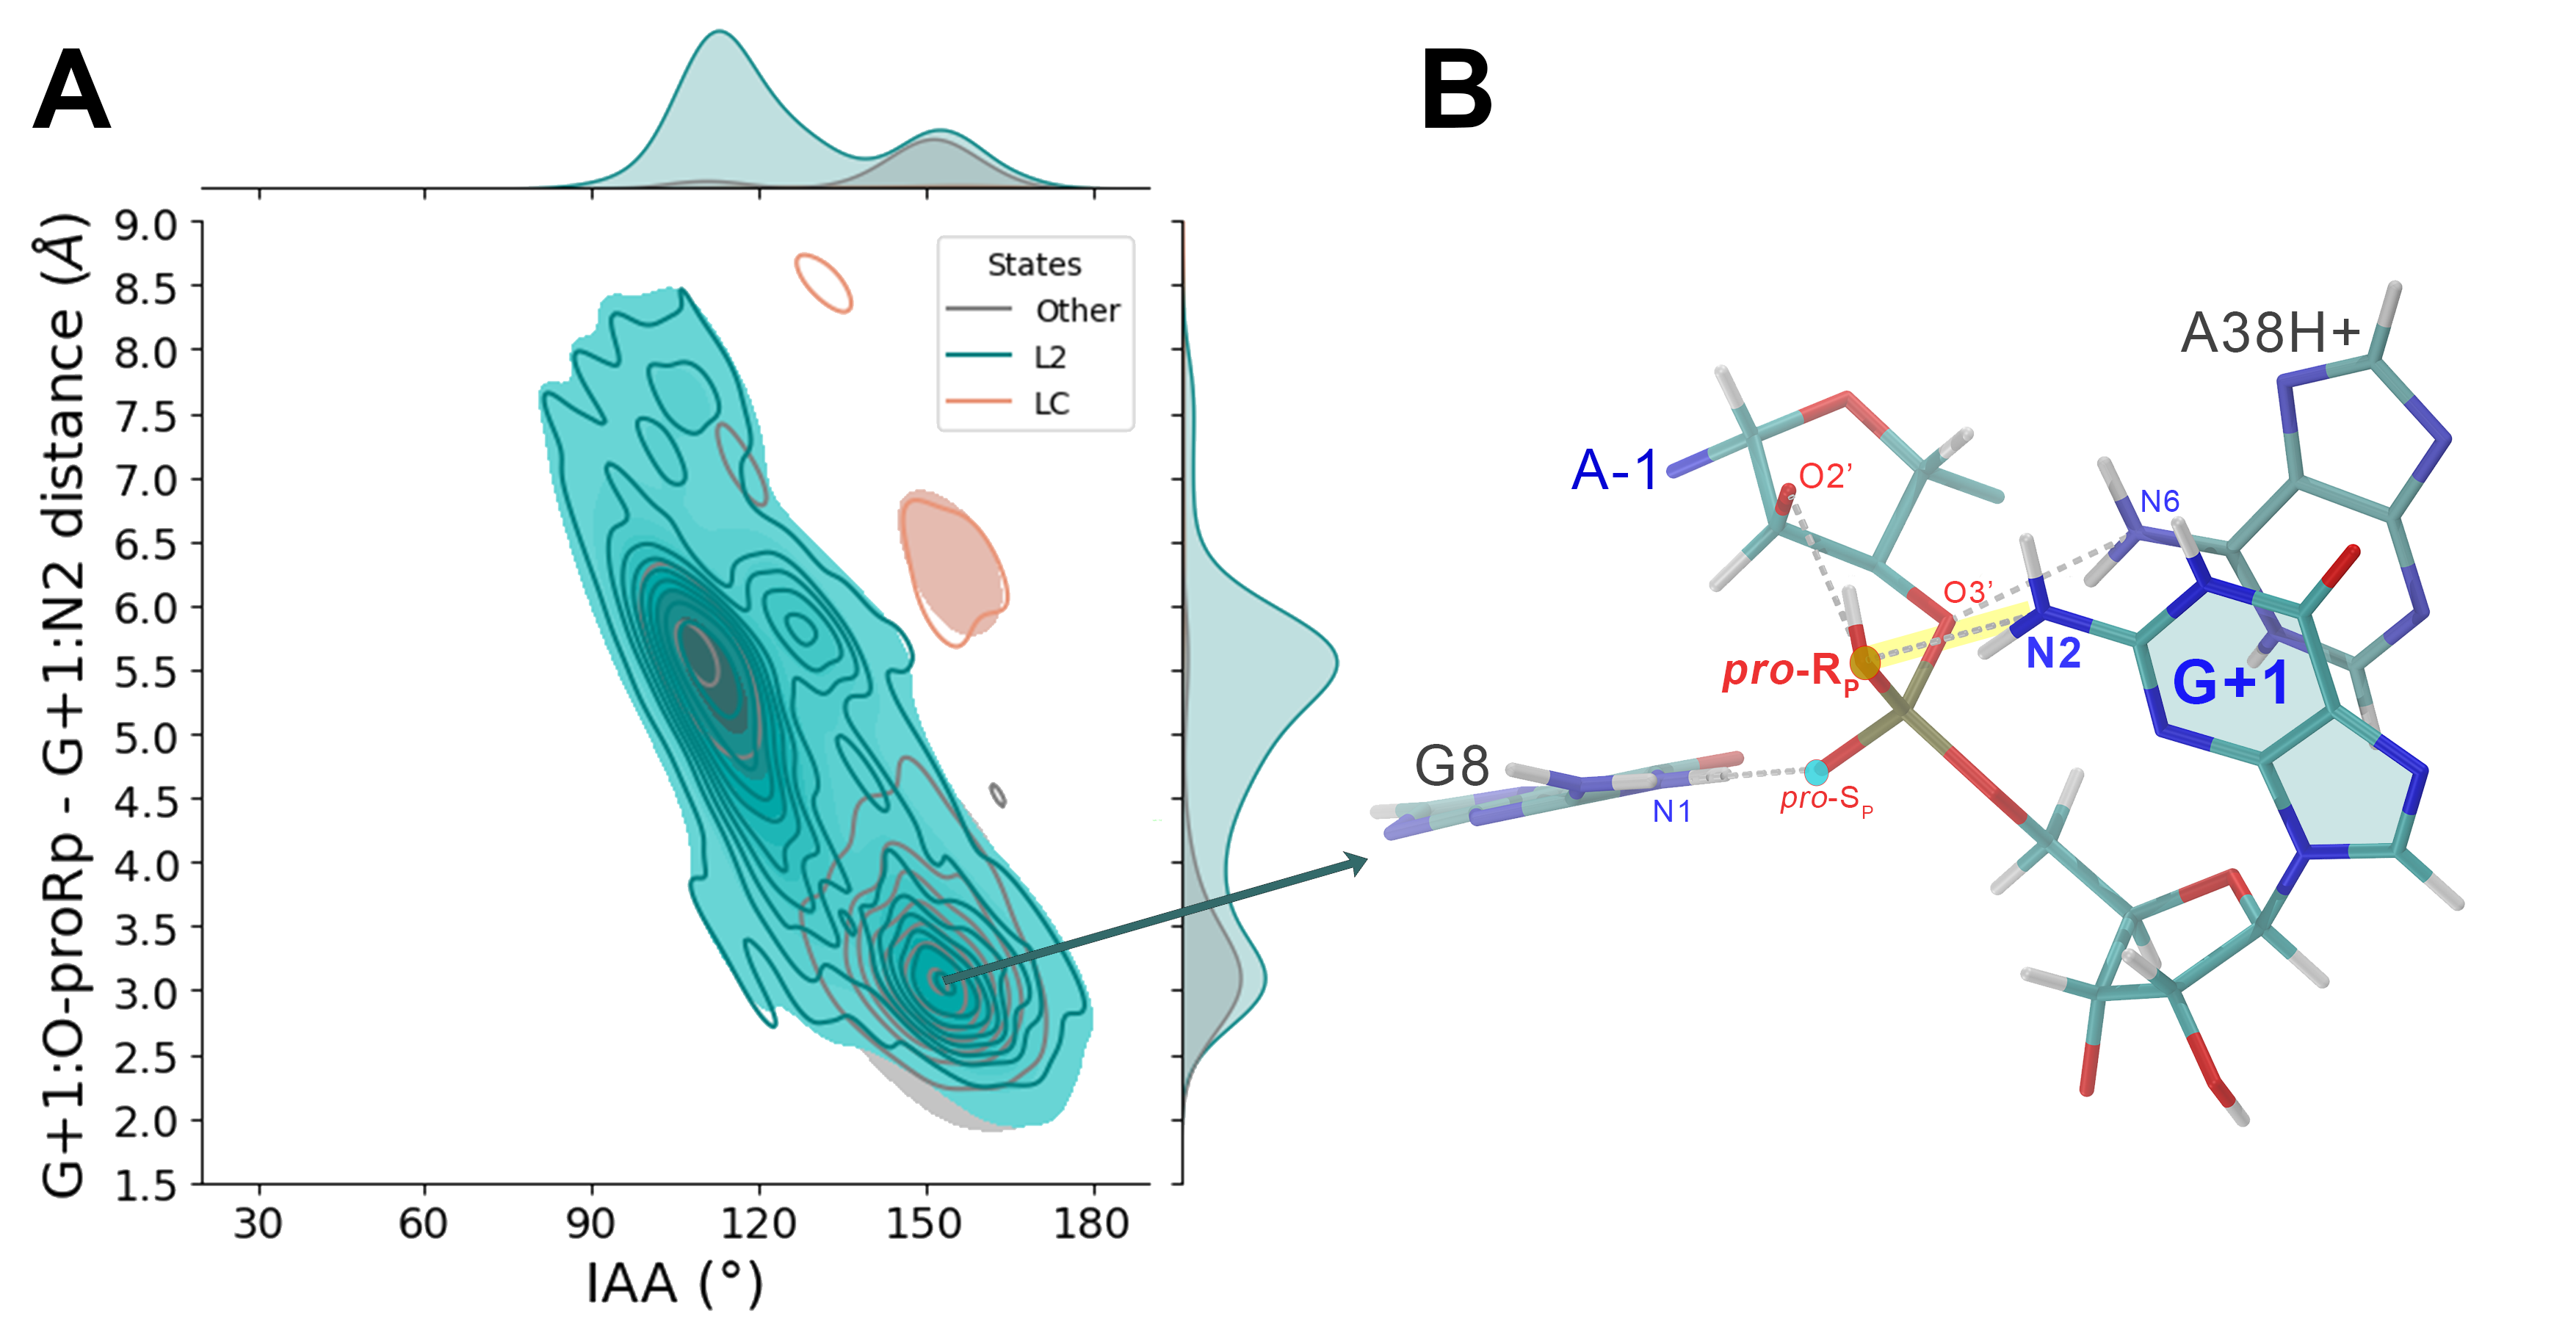 A
B
9.0
8.5
8.0
7.5
7.0
6.5
6.0
5.5
5.0
4.5
4.0
3.5
3.0
2.5
2.0
1.5
G+1:O-proRp - G+1:N2 distance (Å)
30 60 90 120 150 180
IAA (°)
States
Other
L2
LC
A38H+
A-1
O2’
N6
O3’
pro-RP
N2
G+1
G8
N1
pro-SP